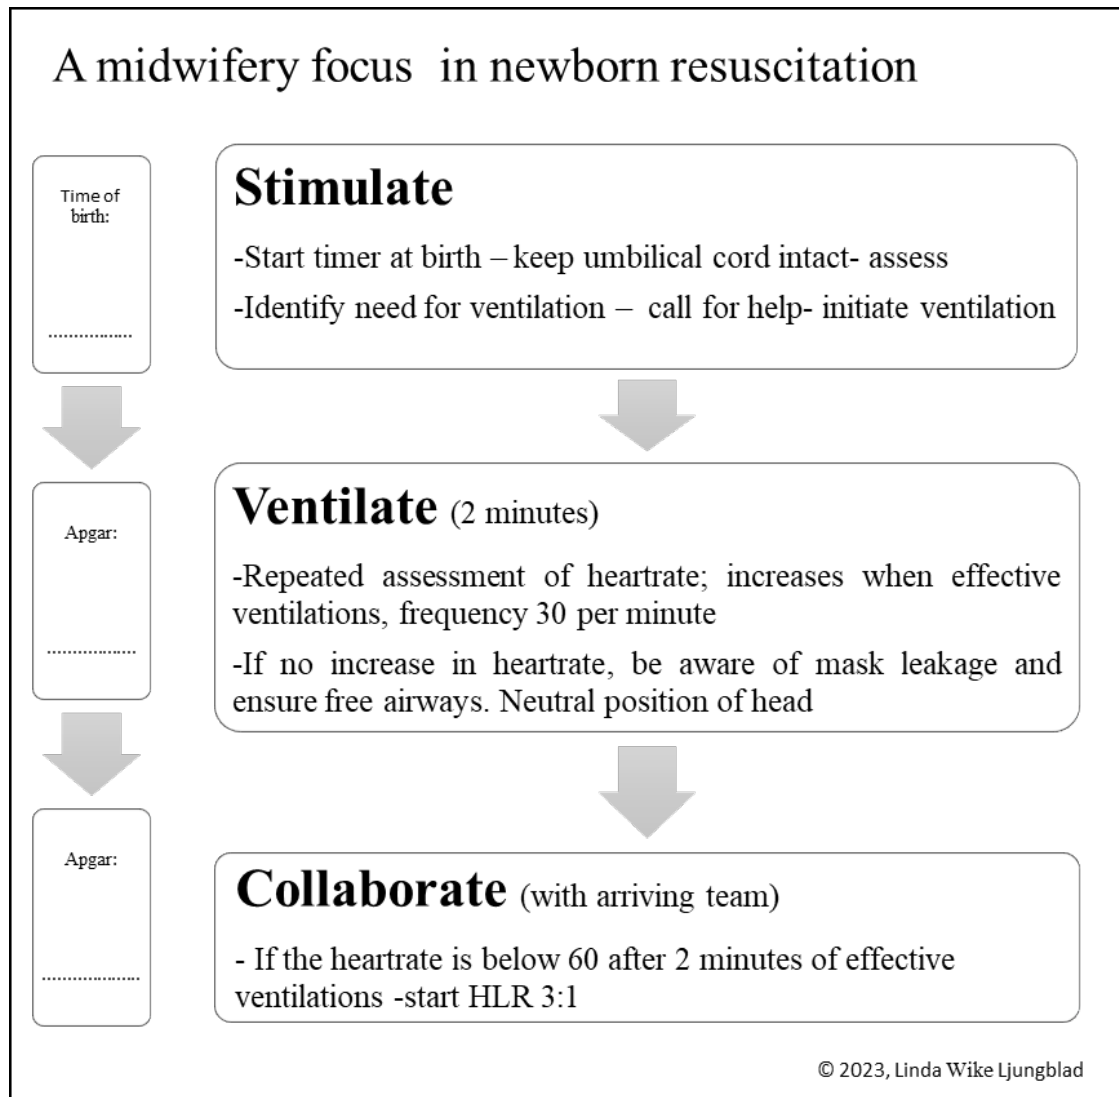 A midwifery focus in newborn resuscitation
Time of
birth:
.................
Stimulate
-Start timer at birth – keep umbilical cord intact- assess
-Identify need for ventilation – call for help- initiate ventilation
Apgar:
..................
Ventilate (2 minutes)
-Repeated assessment of heartrate; increases when effective
ventilations, frequency 30 per minute
-If no increase in heartrate, be aware of mask leakage and
ensure free airways. Neutral position of head
Apgar:
....................
Collaborate (with arriving team)
- If the heartrate is below 60 after 2 minutes of effective
ventilations -start HLR 3:1
© 2023, Linda Wike Ljungblad